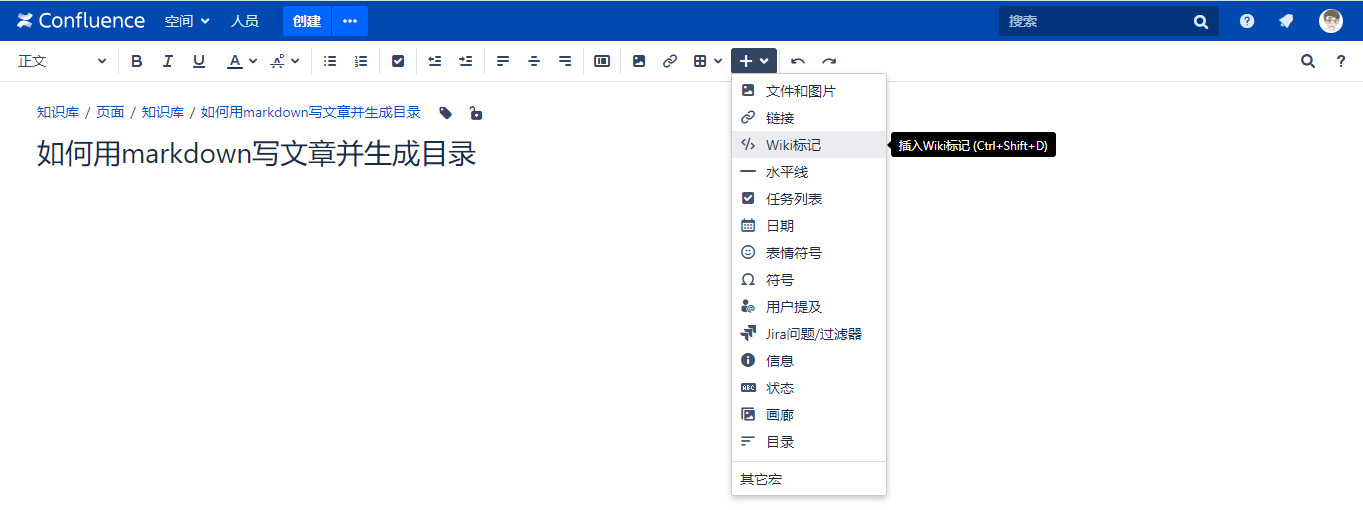 Confluence 空间 人员 创建 ••• 搜索
正文 B I U A
知识库 / 页面 / 知识库 / 如何用markdown写文章并生成目录
如何用markdown写文章并生成目录
文件和图片
链接
Wiki标记
插入Wiki标记 (Ctrl+Shift+D)
水平线
任务列表
日期
表情符号
符号
用户提及
Jira问题/过滤器
信息
ABC 状态
画廊
目录
其它宏